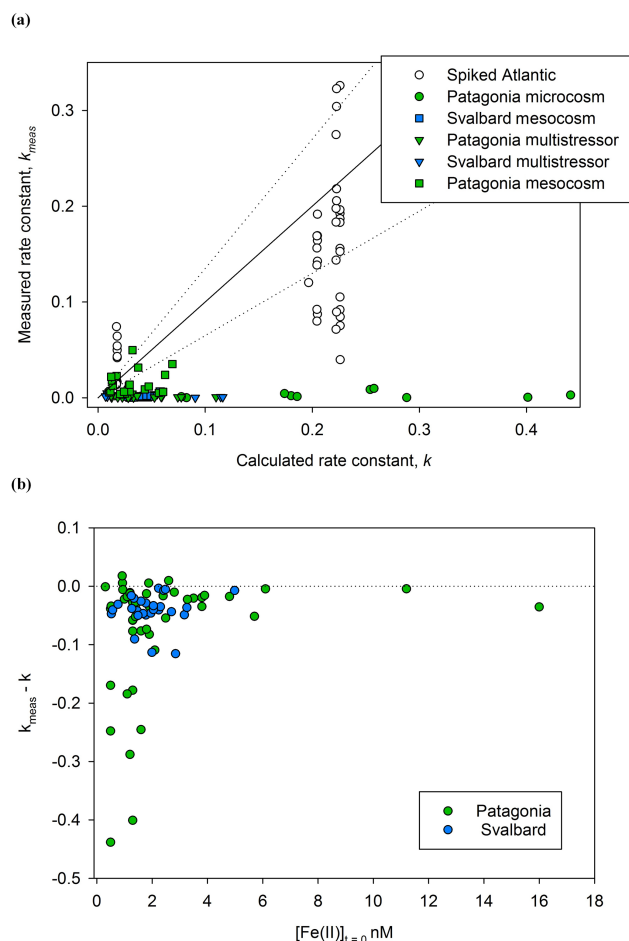 (a)
Spiked Atlantic
Patagonia microcosm
Svalbard mesocosm
Patagonia multistressor
Svalbard multistressor
Patagonia mesocosm
Measured rate constant, kmeas
0.3
0.2
0.1
0.0
0.0 0.1 0.2 0.3 0.4
Calculated rate constant, k
(b)
kmeas - k
0.1
0.0
-0.1
-0.2
-0.3
-0.4
-0.5
Patagonia
Svalbard
0 2 4 6 8 10 12 14 16 18
[Fe(II)]t = 0 nM